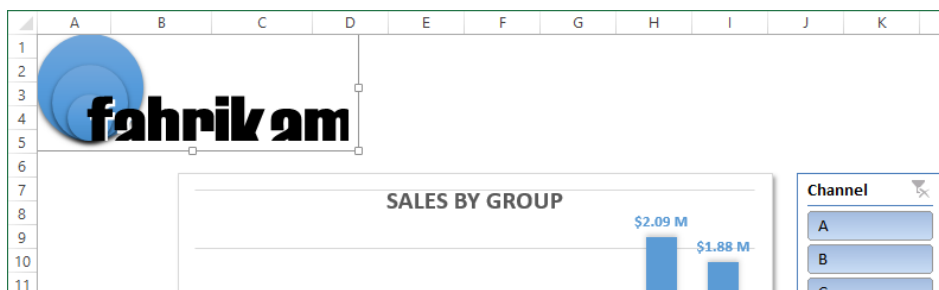 A B C D E F G H I J K
1
2
3
4
5
6
7
8
9
10
11
fahrikam
SALES BY GROUP
$2.09 M
$1.88 M
Channel
A
B